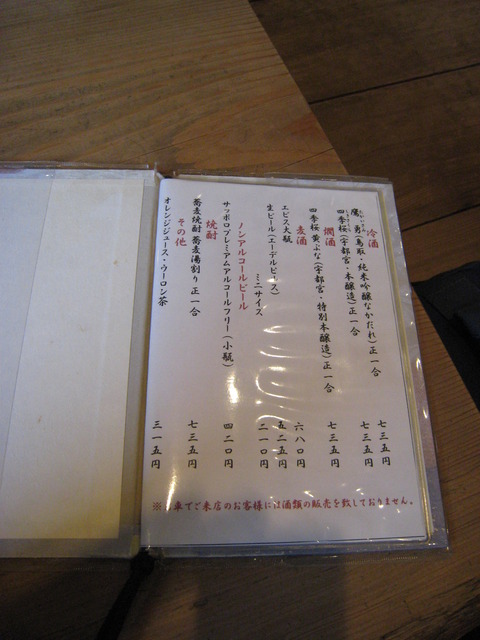 冷酒
鷹勇(鳥取・純米吟醸なかだれ)正一合 七三五円
四季桜(宇都宮・本醸造)正一合 七三五円
燗酒
四季桜 黄ぶな(宇都宮・特別本醸造)正一合 七三五円
麦酒
エビス大瓶 六八〇円
生ビール(エーデルピルス) 五二五円
ミニサイズ 二一〇円
ノンアルコールビール
サッポロプレミアムアルコールフリー(小瓶) 四二〇円
焼酎
蕎麦焼酎 蕎麦湯割り 正一合 七三五円
その他
オレンジジュース・ウーロン茶 三一五円
※お車でご来店のお客様には酒類の販売を致しておりません。